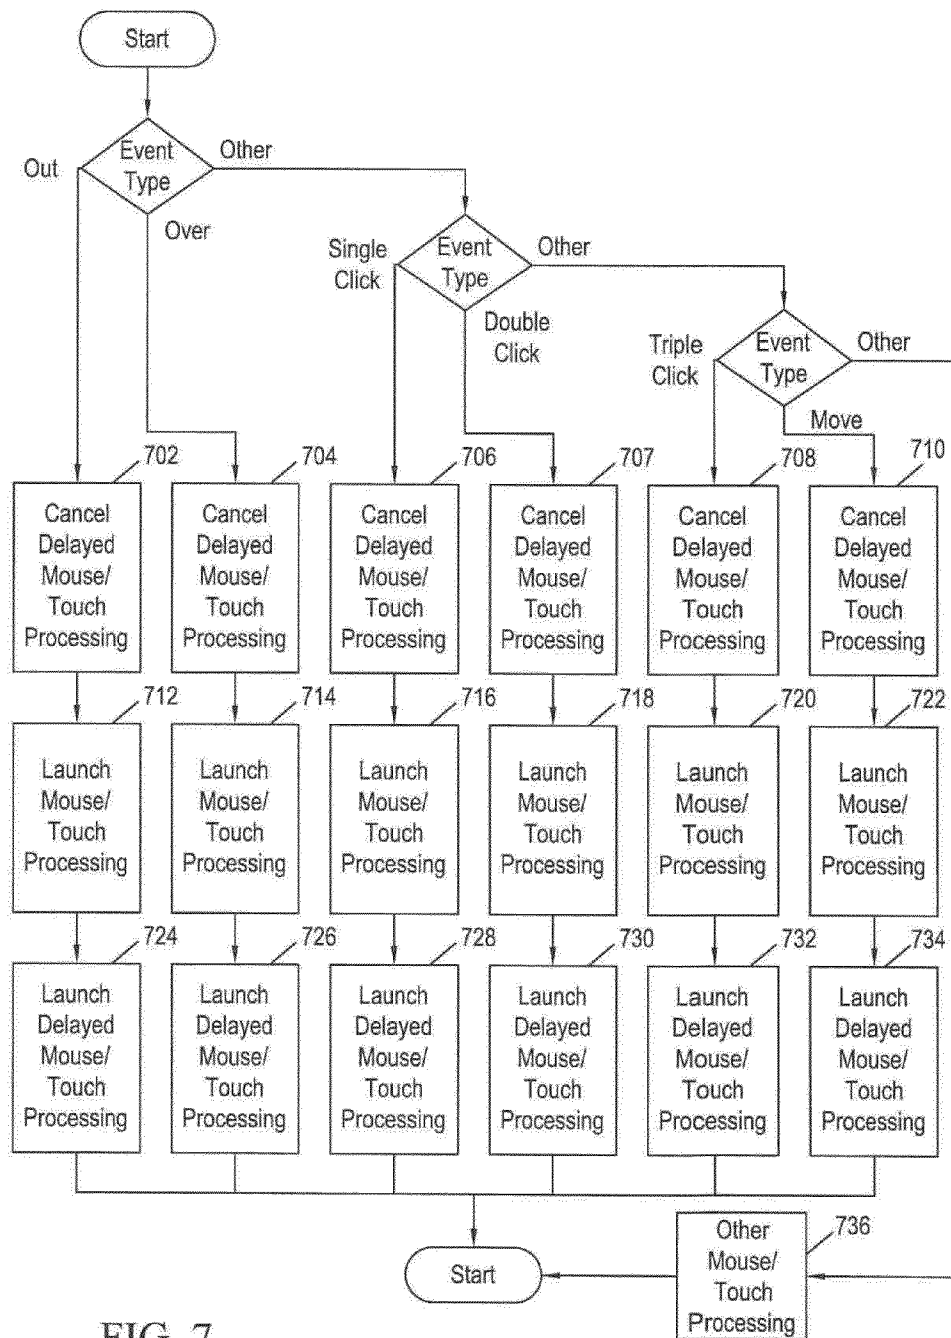 Start
Event
Type
Out
Other
Over
Single
Click
Event
Type
Other
Double
Click
Triple
Click
Event
Type
Other
Move
702
704
706
707
708
710
Cancel
Delayed
Mouse/
Touch
Processing
Cancel
Delayed
Mouse/
Touch
Processing
Cancel
Delayed
Mouse/
Touch
Processing
Cancel
Delayed
Mouse/
Touch
Processing
Cancel
Delayed
Mouse/
Touch
Processing
Cancel
Delayed
Mouse/
Touch
Processing
712
714
716
718
720
722
Launch
Mouse/
Touch
Processing
Launch
Mouse/
Touch
Processing
Launch
Mouse/
Touch
Processing
Launch
Mouse/
Touch
Processing
Launch
Mouse/
Touch
Processing
Launch
Mouse/
Touch
Processing
724
726
728
730
732
734
Launch
Delayed
Mouse/
Touch
Processing
Launch
Delayed
Mouse/
Touch
Processing
Launch
Delayed
Mouse/
Touch
Processing
Launch
Delayed
Mouse/
Touch
Processing
Launch
Delayed
Mouse/
Touch
Processing
Launch
Delayed
Mouse/
Touch
Processing
Start
Other
Mouse/
Touch
Processing
736
FIG. 7